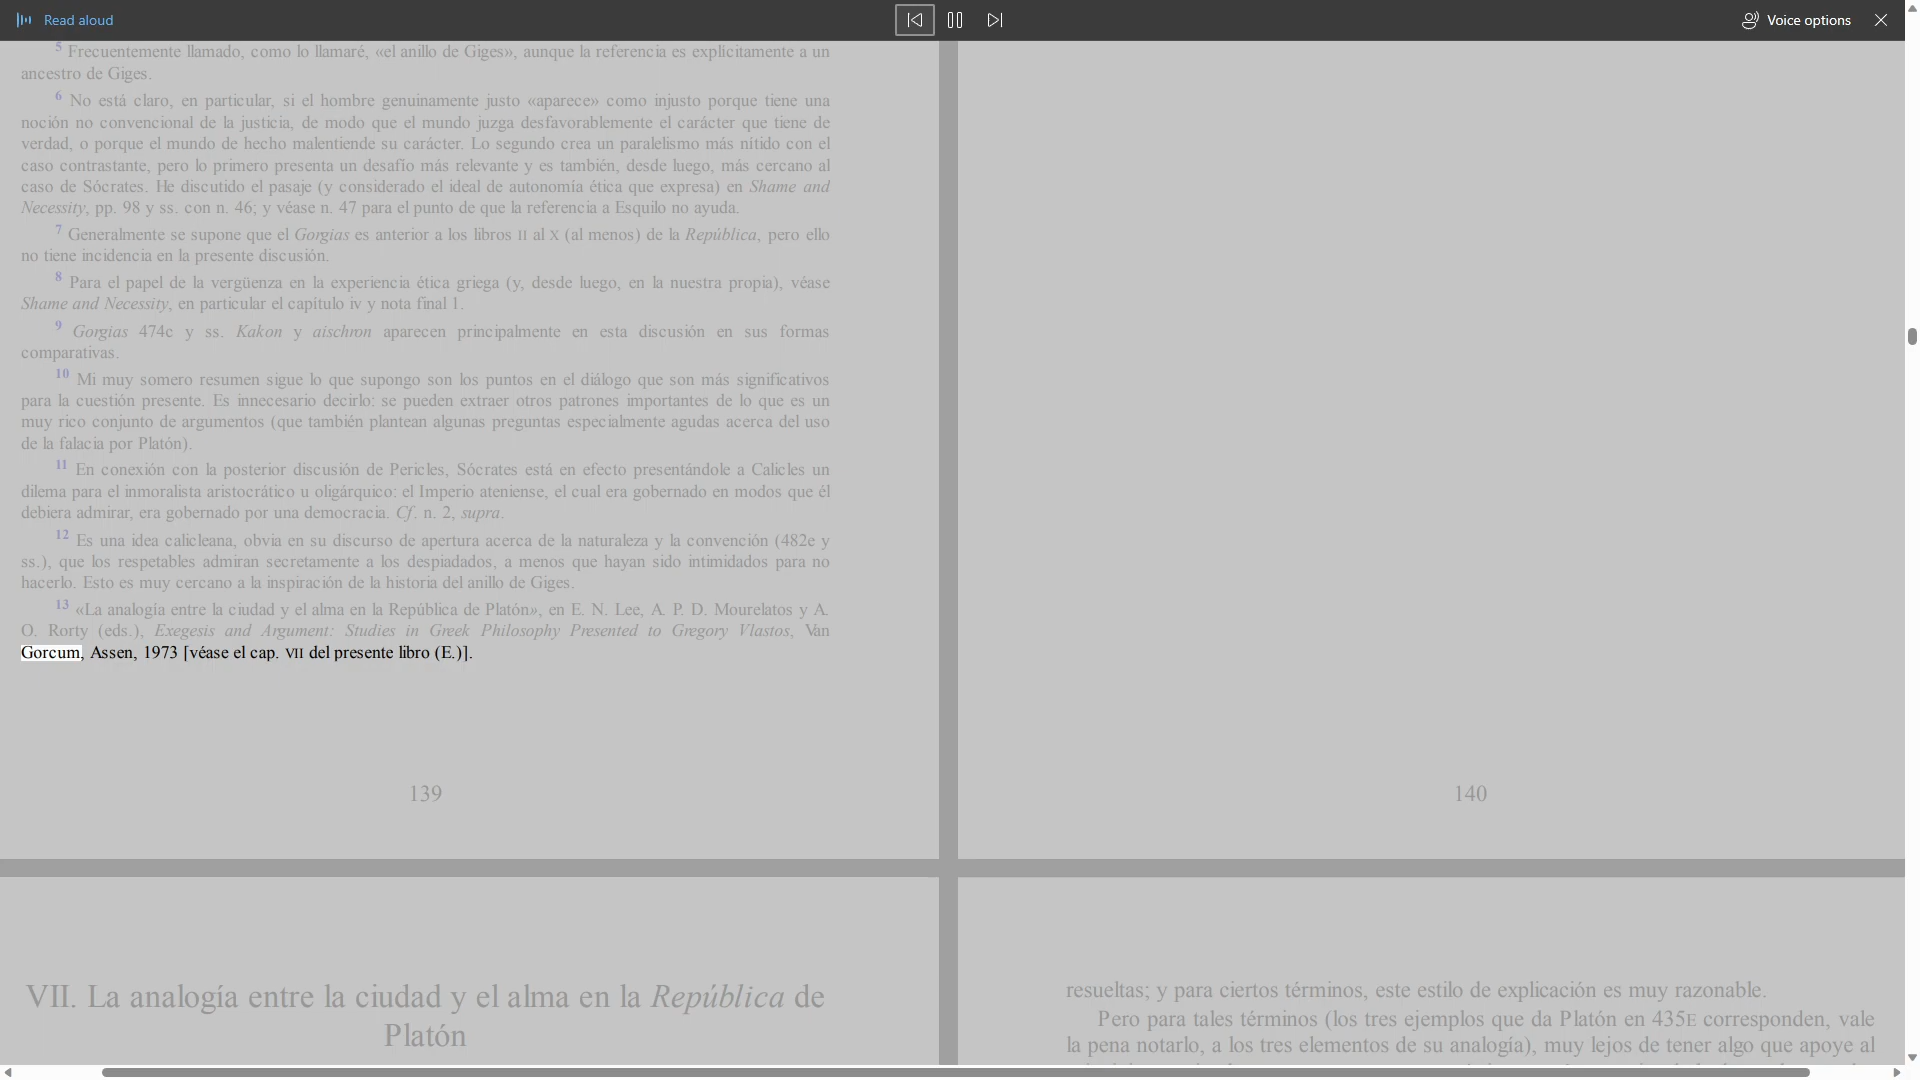 Read aloud
Voice options
5 Frecuentemente llamado, como lo llamaré, «el anillo de Giges», aunque la referencia es explícitamente a un
ancestro de Giges.
6 No está claro, en particular, si el hombre genuinamente justo «aparece» como injusto porque tiene una
noción no convencional de la justicia, de modo que el mundo juzga desfavorablemente el carácter que tiene de
verdad, o porque el mundo de hecho malentiende su carácter. Lo segundo crea un paralelismo más nítido con el
caso contrastante, pero lo primero presenta un desafío más relevante y es también, desde luego, más cercano al
caso de Sócrates. He discutido el pasaje (y considerado el ideal de autonomía ética que expresa) en Shame and
Necessity, pp. 98 y ss. con n. 46; y véase n. 47 para el punto de que la referencia a Esquilo no ayuda.
7 Generalmente se supone que el Gorgias es anterior a los libros II al X (al menos) de la República, pero ello
no tiene incidencia en la presente discusión.
8 Para el papel de la vergüenza en la experiencia ética griega (y, desde luego, en la nuestra propia), véase
Shame and Necessity, en particular el capítulo iv y nota final 1.
9 Gorgias 474c y ss. Kakon y aischron aparecen principalmente en esta discusión en sus formas
comparativas.
10 Mi muy somero resumen sigue lo que supongo son los puntos en el diálogo que son más significativos
para la cuestión presente. Es innecesario decirlo: se pueden extraer otros patrones importantes de lo que es un
muy rico conjunto de argumentos (que también plantean algunas preguntas especialmente agudas acerca del uso
de la falacia por Platón).
11 En conexión con la posterior discusión de Pericles, Sócrates está en efecto presentándole a Calicles un
dilema para el inmoralista aristocrático u oligárquico: el Imperio ateniense, el cual era gobernado en modos que él
debiera admirar, era gobernado por una democracia. Cf. n. 2, supra.
12 Es una idea calicleana, obvia en su discurso de apertura acerca de la naturaleza y la convención (482e y
ss.), que los respetables admiran secretamente a los despiadados, a menos que hayan sido intimidados para no
hacerlo. Esto es muy cercano a la inspiración de la historia del anillo de Giges.
13 «La analogía entre la ciudad y el alma en la República de Platón», en E. N. Lee, A. P. D. Mourelatos y A.
O. Rorty (eds.), Exegesis and Argument: Studies in Greek Philosophy Presented to Gregory Vlastos, Van
Gorcum, Assen, 1973 [véase el cap. VII del presente libro (E.)].
139
140
VII. La analogía entre la ciudad y el alma en la República de
Platón
resueltas; y para ciertos términos, este estilo de explicación es muy razonable.
Pero para tales términos (los tres ejemplos que da Platón en 435E corresponden, vale
la pena notarlo, a los tres elementos de su analogía), muy lejos de tener algo que apoye al